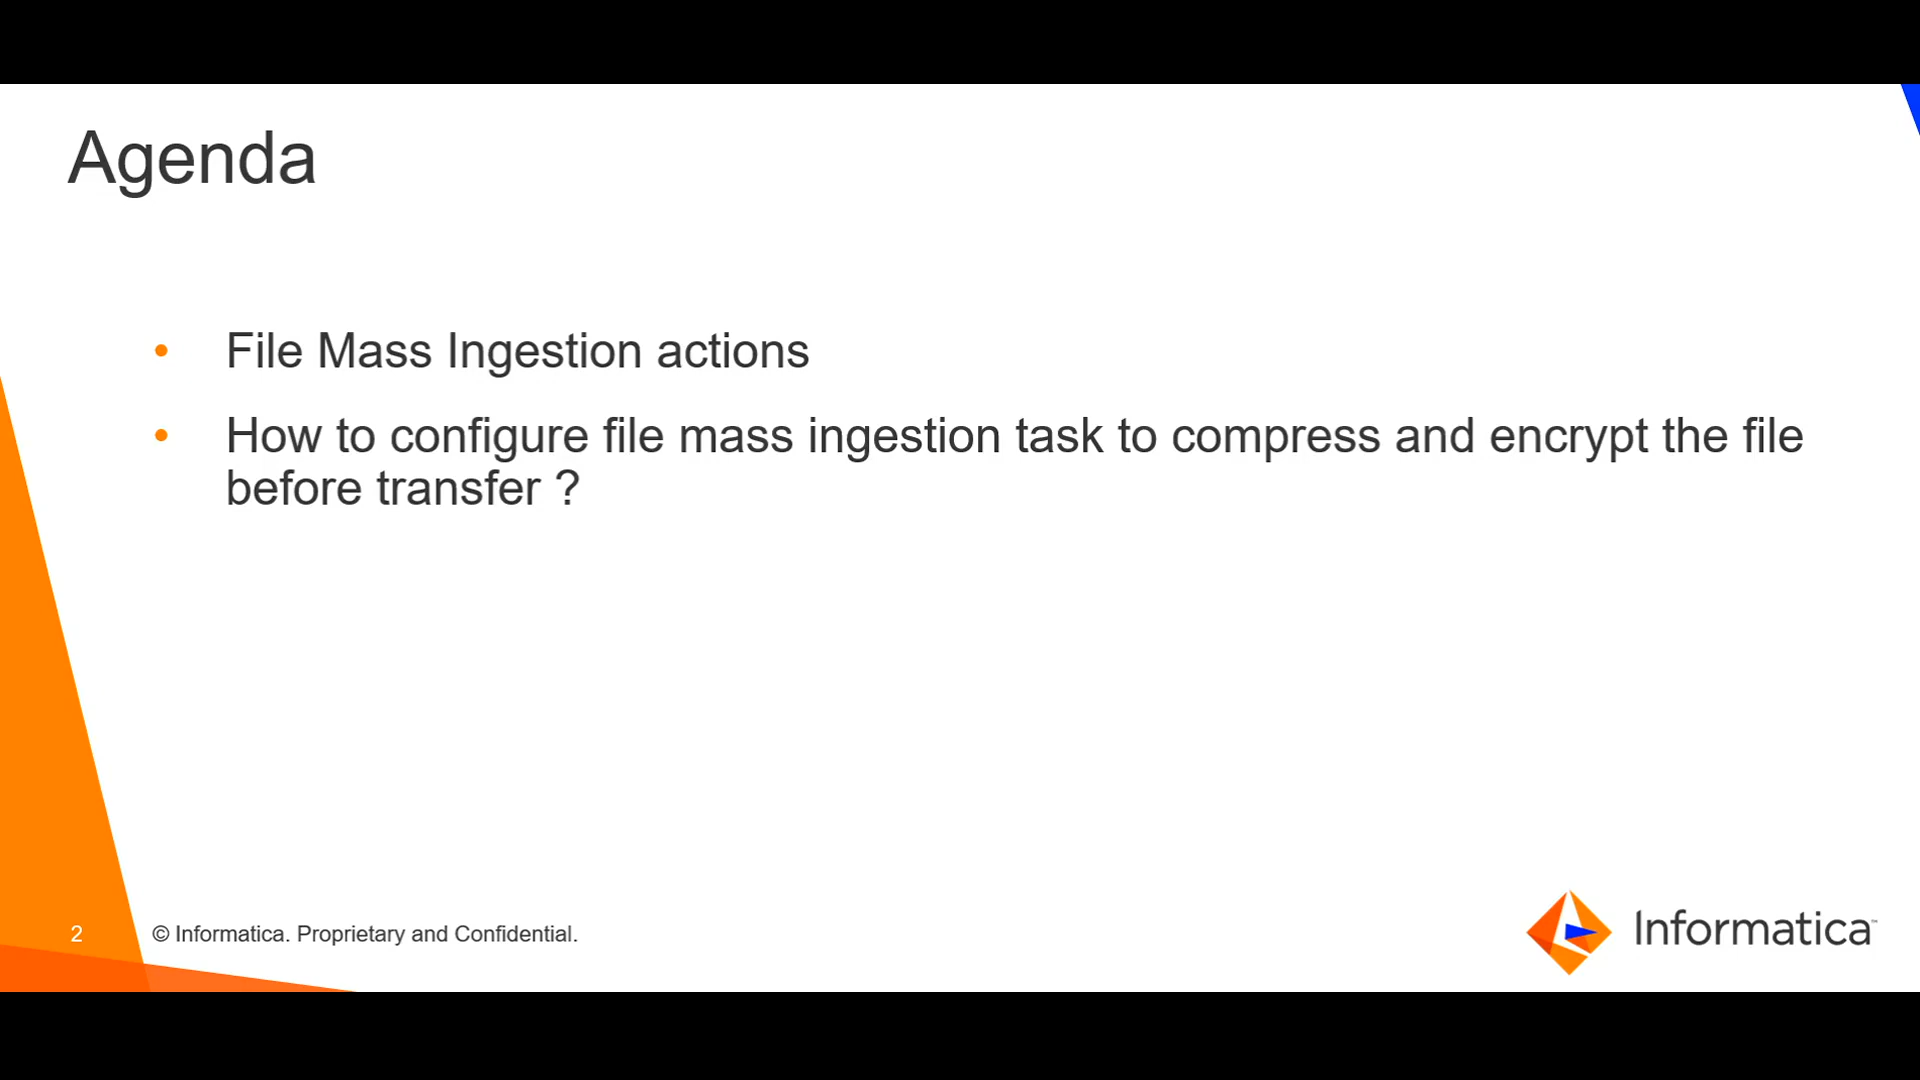 Agenda
• File Mass Ingestion actions
• How to configure file mass ingestion task to compress and encrypt the file
before transfer ?
2
© Informatica. Proprietary and Confidential.
Informatica™